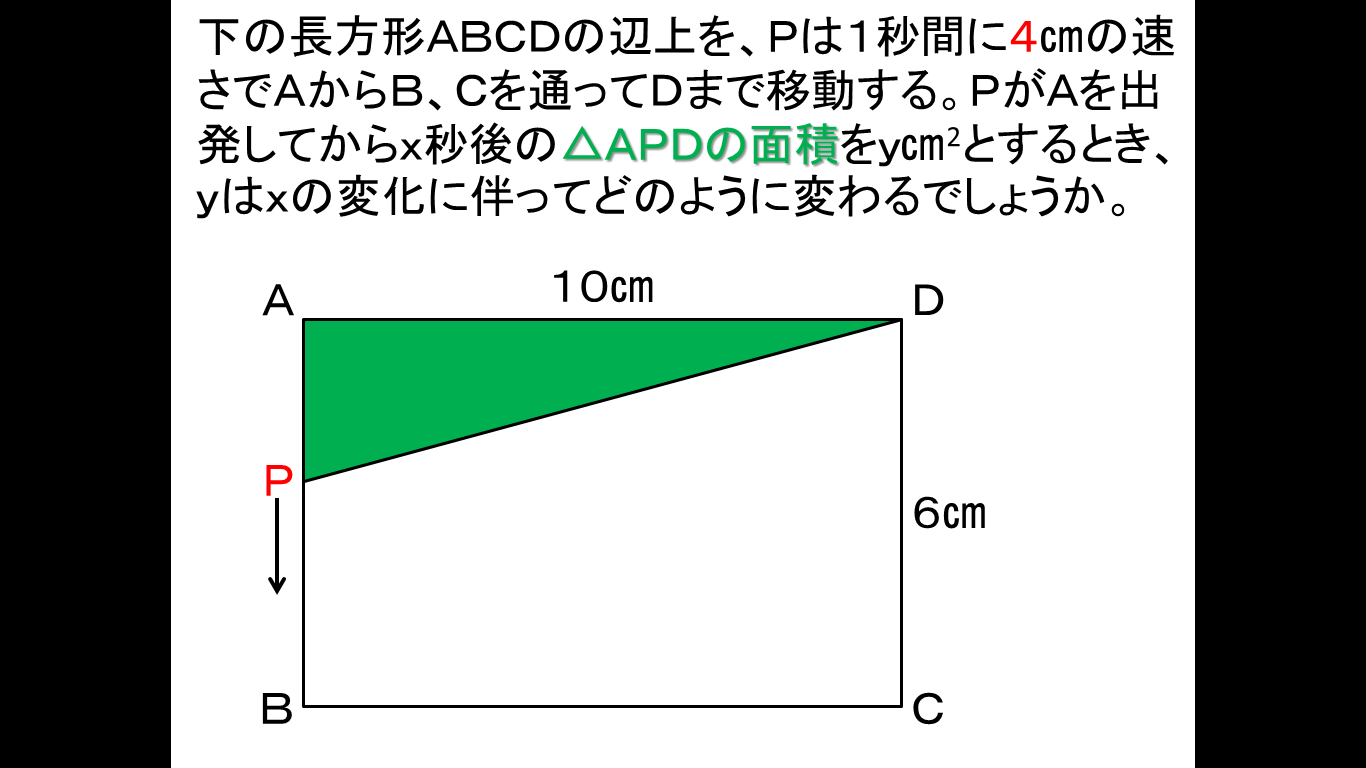 下の長方形ABCDの辺上を、Pは１秒間に4㎝の速
さでAからB、Cを通ってDまで移動する。PがAを出
発してからx秒後の△APDの面積をy㎝²とするとき、
yはxの変化に伴ってどのように変わるでしょうか。
10㎝
A
D
P
6㎝
B
C